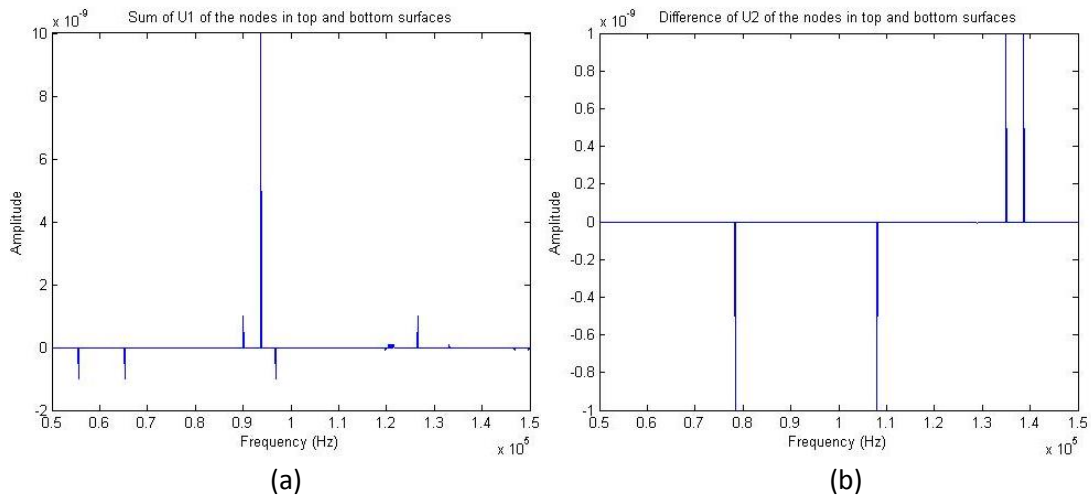 x 10^-9
Sum of U1 of the nodes in top and bottom surfaces
10
8
6
4
2
0
-2
Amplitude
0.5 0.6 0.7 0.8 0.9 1 1.1 1.2 1.3 1.4 1.5
Frequency (Hz)
x 10^5
(a)
x 10^-9
Difference of U2 of the nodes in top and bottom surfaces
1
0.8
0.6
0.4
0.2
0
-0.2
-0.4
-0.6
-0.8
-1
Amplitude
0.5 0.6 0.7 0.8 0.9 1 1.1 1.2 1.3 1.4 1.5
Frequency (Hz)
x 10^5
(b)